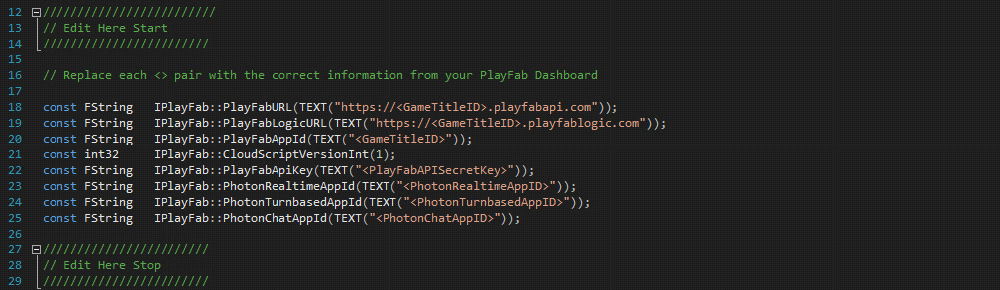 12 /////////////////////////
13 // Edit Here Start
14 ////////////////////////
15
16 // Replace each <> pair with the correct information from your PlayFab Dashboard
17
18 const FString   IPlayFab::PlayFabURL(TEXT("https://<GameTitleID>.playfabapi.com"));
19 const FString   IPlayFab::PlayFabLogicURL(TEXT("https://<GameTitleID>.playfablogic.com"));
20 const FString   IPlayFab::PlayFabAppId(TEXT("<GameTitleID>"));
21 const int32     IPlayFab::CloudScriptVersionInt(1);
22 const FString   IPlayFab::PlayFabApiKey(TEXT("<PlayFabAPISecretKey>"));
23 const FString   IPlayFab::PhotonRealtimeAppId(TEXT("<PhotonRealtimeAppID>"));
24 const FString   IPlayFab::PhotonTurnbasedAppId(TEXT("<PhotonTurnbasedAppID>"));
25 const FString   IPlayFab::PhotonChatAppId(TEXT("<PhotonChatAppID>"));
26
27 ////////////////////////
28 // Edit Here Stop
29 ////////////////////////